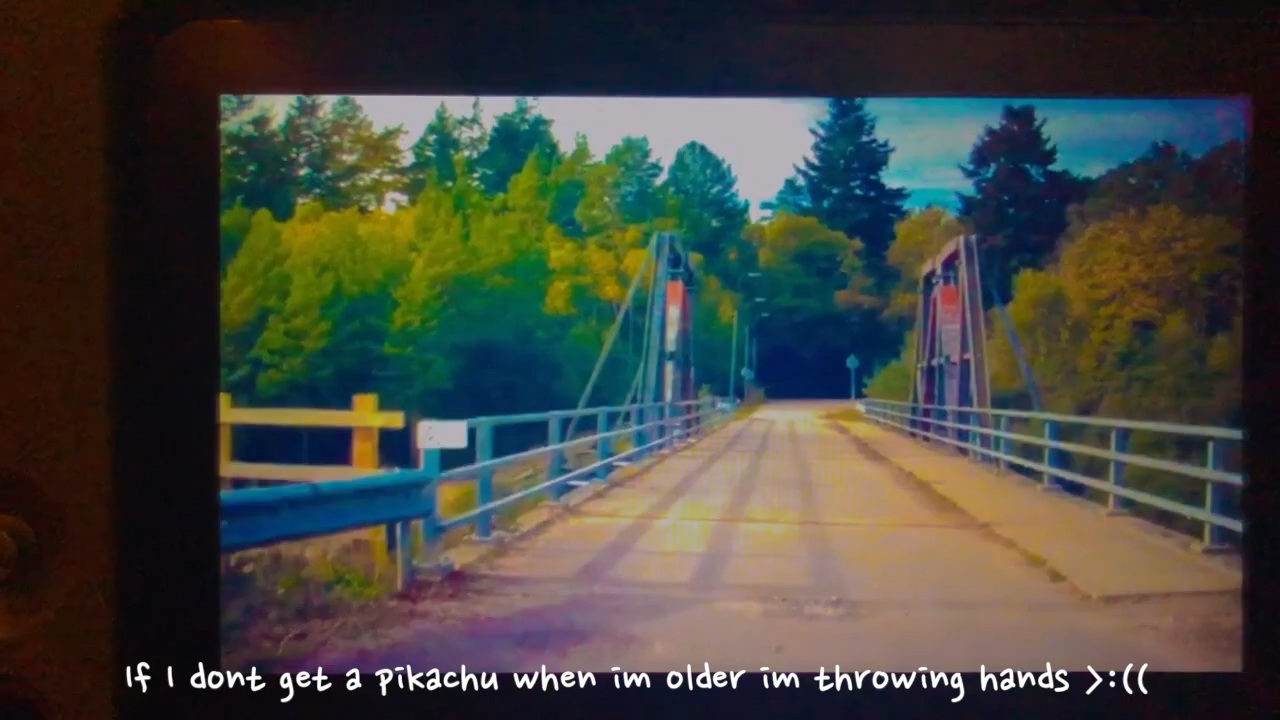 If I dont get a pikachu when im older im throwing hands >:((